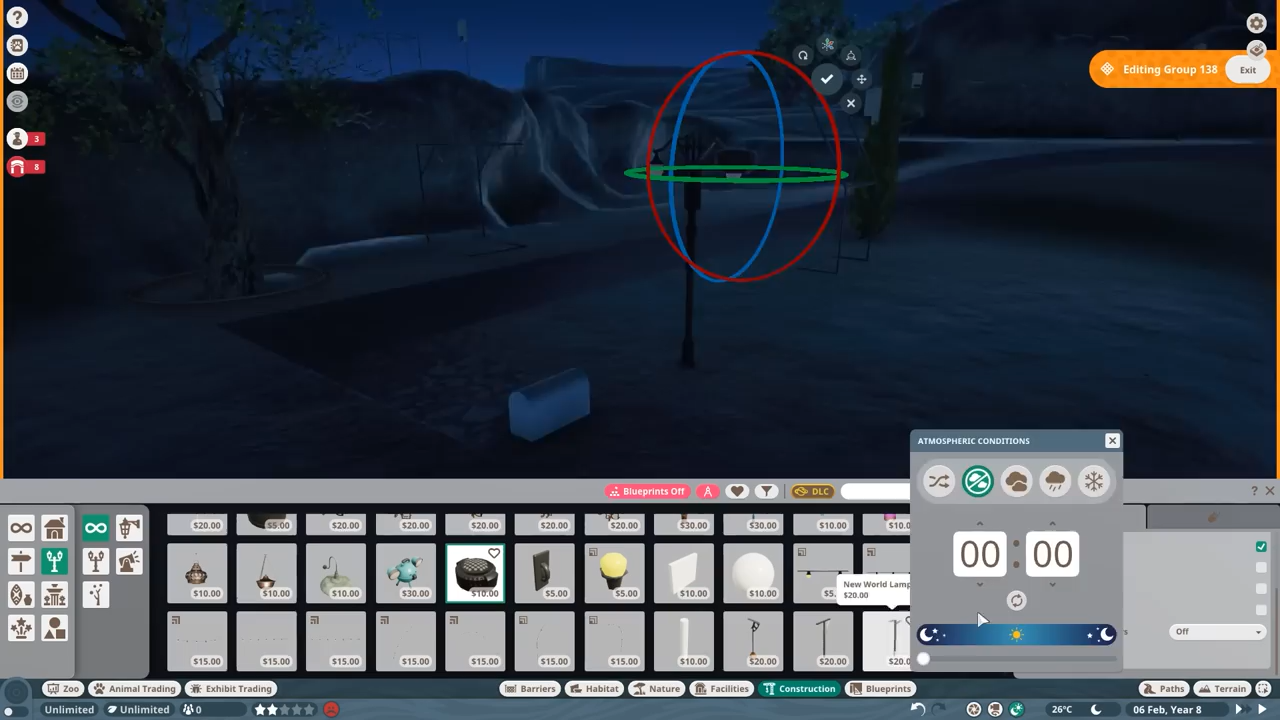 Editing Group 138
Exit
3
8
ATMOSPHERIC CONDITIONS
Blueprints Off
DLC
?
$20.00
$5.00
$20.00
$20.00
$20.00
$20.00
$20.00
$30.00
$30.00
$10.00
$10.00
00 : 00
$10.00
$10.00
$10.00
$30.00
$10.00
$5.00
$5.00
$10.00
$10.00
$5.
New World Lamp
$20.00
Off
$15.00
$15.00
$15.00
$15.00
$15.00
$15.00
$15.00
$10.00
$20.00
$20.00
$20.0
Zoo
Animal Trading
Exhibit Trading
Barriers
Habitat
Nature
Facilities
Construction
Blueprints
Paths
Terrain
Unlimited
Unlimited
0
26°C
06 Feb, Year 8